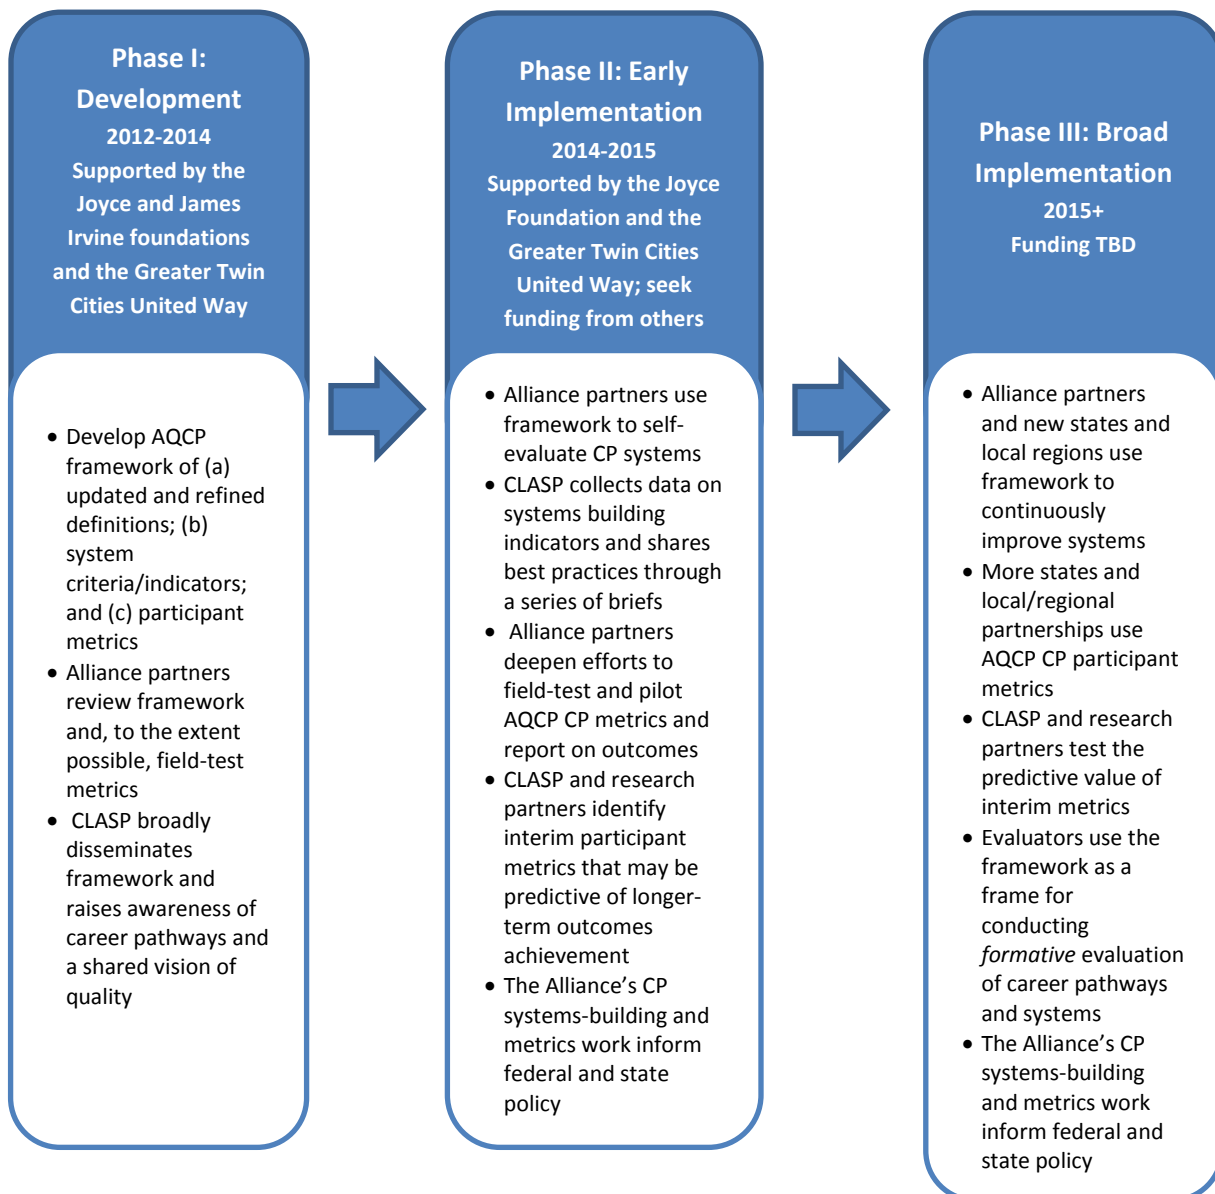 Phase I:
Development
2012-2014
Supported by the
Joyce and James
Irvine foundations
and the Greater Twin
Cities United Way
• Develop AQCP
framework of (a)
updated and refined
definitions; (b)
system
criteria/indicators;
and (c) participant
metrics
• Alliance partners
review framework
and, to the extent
possible, field-test
metrics
• CLASP broadly
disseminates
framework and
raises awareness of
career pathways and
a shared vision of
quality
Phase II: Early
Implementation
2014-2015
Supported by the Joyce
Foundation and the
Greater Twin Cities
United Way; seek
funding from others
• Alliance partners use
framework to self-
evaluate CP systems
• CLASP collects data on
systems building
indicators and shares
best practices through
a series of briefs
• Alliance partners
deepen efforts to
field-test and pilot
AQCP CP metrics and
report on outcomes
• CLASP and research
partners identify
interim participant
metrics that may be
predictive of longer-
term outcomes
achievement
• The Alliance's CP
systems-building and
metrics work inform
federal and state
policy
Phase III: Broad
Implementation
2015+
Funding TBD
• Alliance partners
and new states and
local regions use
framework to
continuously
improve systems
• More states and
local/regional
partnerships use
AQCP CP participant
metrics
• CLASP and research
partners test the
predictive value of
interim metrics
• Evaluators use the
framework as a
frame for
conducting
formative evaluation
of career pathways
and systems
• The Alliance's CP
systems-building
and metrics work
inform federal and
state policy